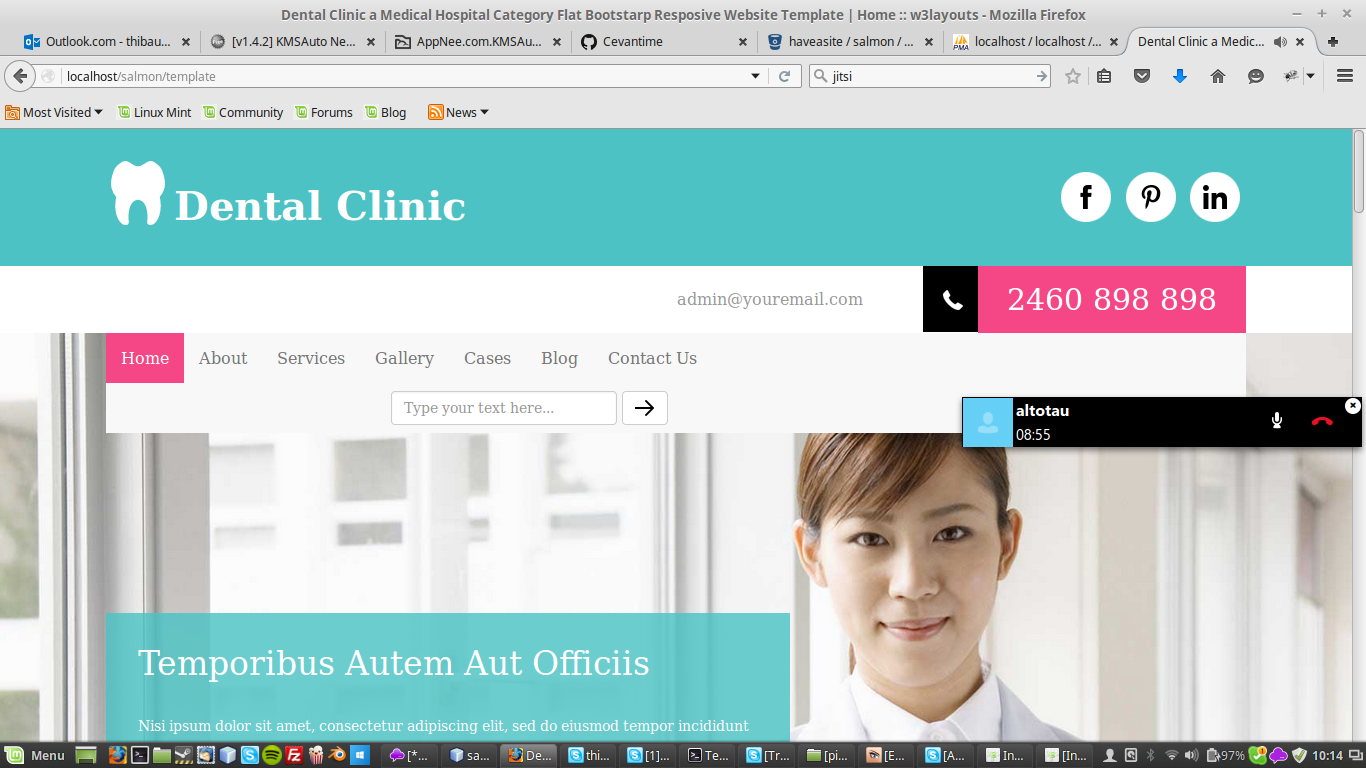 Dental Clinic a Medical Hospital Category Flat Bootstarp Resposive Website Template | Home :: w3layouts - Mozilla Firefox
Outlook.com - thibau... [v1.4.2] KMSAuto Ne... AppNee.com.KMSAu... Cevantime haveasite / salmon / ... localhost / localhost /... Dental Clinic a Medic...
localhost/salmon/template jitsi
Most Visited Linux Mint Community Forums Blog News
Dental Clinic
admin@youremail.com 2460 898 898
Home About Services Gallery Cases Blog Contact Us
Type your text here...
altotau
08:55
Temporibus Autem Aut Officiis
Nisi ipsum dolor sit amet, consectetur adipiscing elit, sed do eiusmod tempor incididunt
Menu [*... sa... De... thi... [1]... Te... [Tr... [pi... [E... [A... In... [In... 97% 10:14